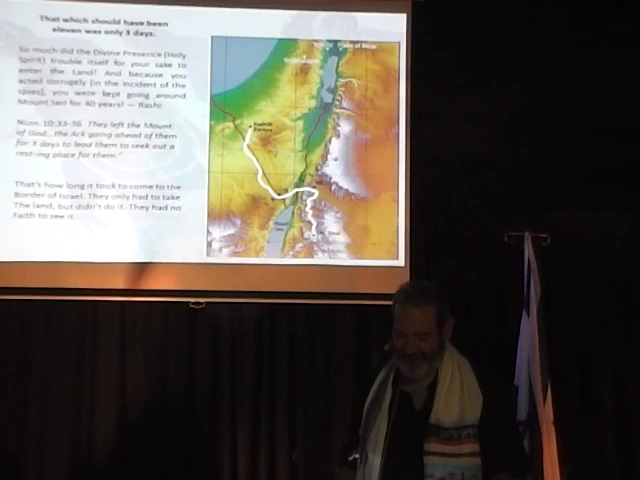 That which should have been
eleven was only 3 days.
So much did the Divine Presence (Holy
Spirit) trouble itself for your sake to
enter the Land! And because you
acted corruptly (in the incident of the
spies), you were kept going around
Mount Seir for 40 years! — Rashi
Num. 10:33-36. They left the Mount
of God...the Ark going ahead of them
for 3 days to lead them to seek out a
rest-ing place for them."
That's how long it took to come to the
Border of Israel. They only had to take
The land, but didn't do it. They had no
Faith to see it.
Kadesh
Barnea